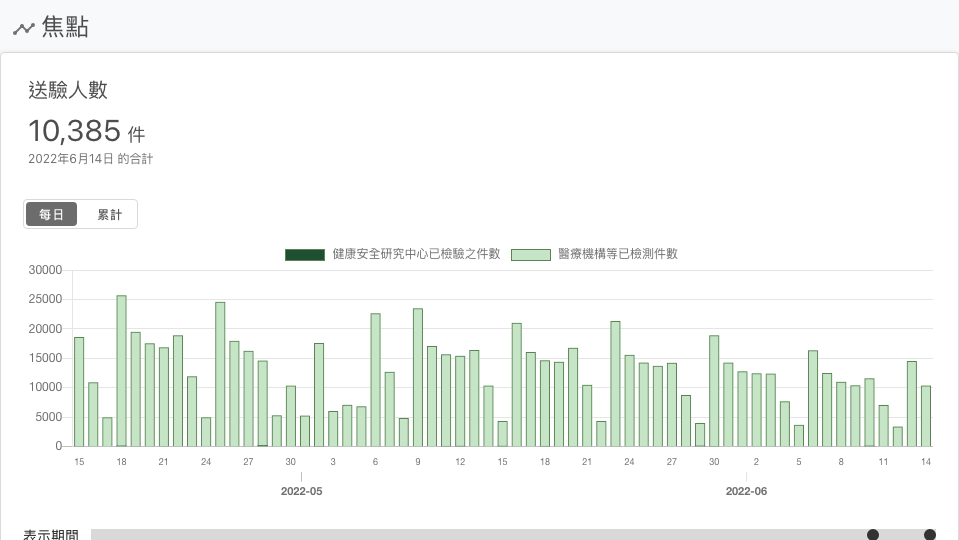 焦點
送驗人數
10,385 件
2022年6月14日 的合計
每日 累計
健康安全研究中心已檢驗之件數 醫療機構等已檢測件數
30000
25000
20000
15000
10000
5000
0
15 18 21 24 27 30 3 6 9 12 15 18 21 24 27 30 2 5 8 11 14
2022-05 2022-06
表示期間